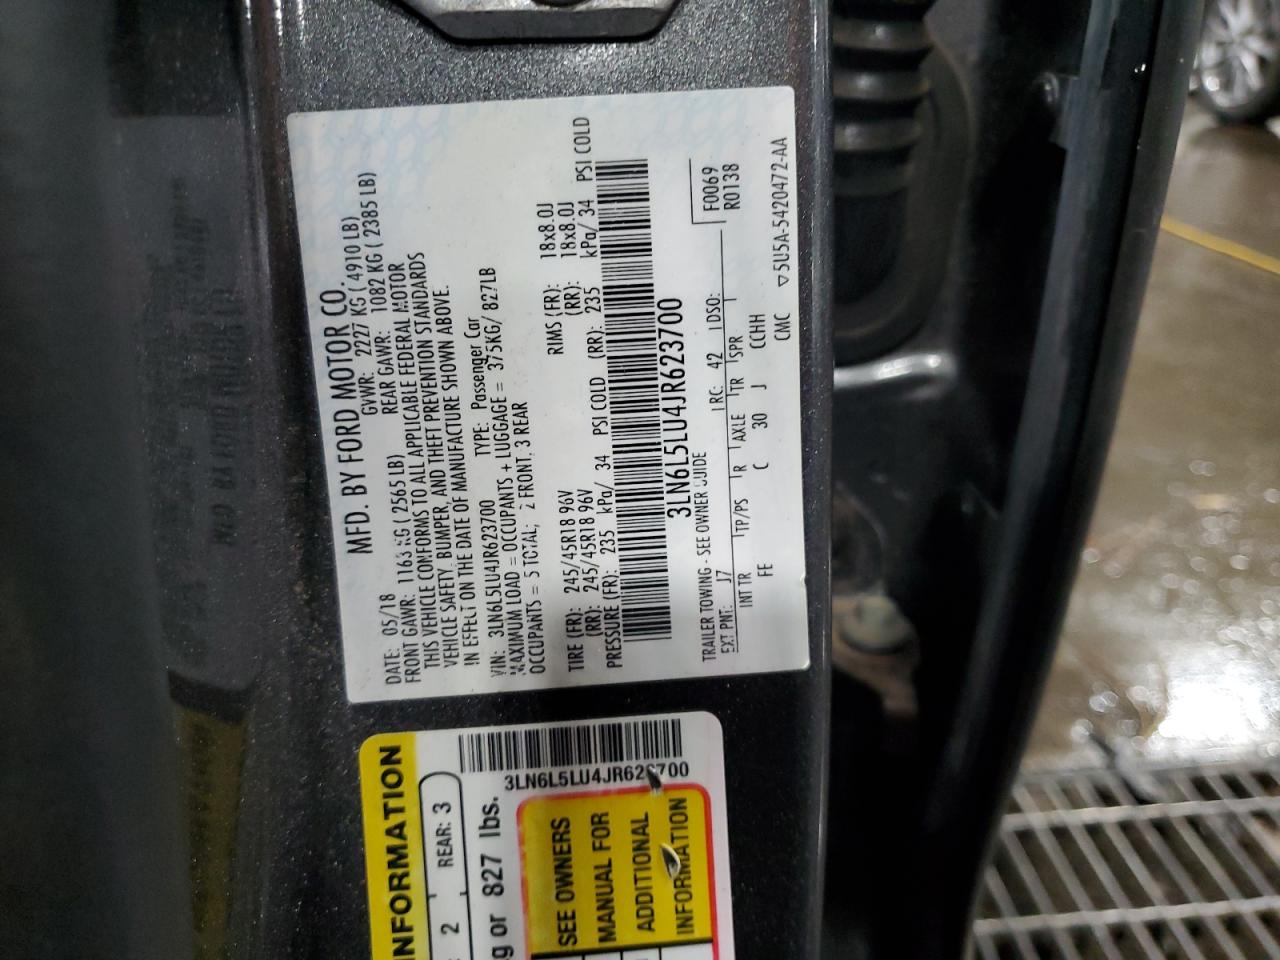 MFD. BY FORD MOTOR CO.
DATE: 05/18 GVWR: 2227 KG ( 4910 LB)
FRONT GAWR: 1163 KG ( 2565 LB) REAR GAWR: 1082 KG ( 2385 LB)
THIS VEHICLE CONFORMS TO ALL APPLICABLE FEDERAL MOTOR
VEHICLE SAFETY, BUMPER, AND THEFT PREVENTION STANDARDS
IN EFFECT ON THE DATE OF MANUFACTURE SHOWN ABOVE.
VIN: 3LN6L5LU4JR623700 TYPE: Passenger Car
MAXIMUM LOAD = OCCUPANTS + LUGGAGE = 375KG/ 827LB
OCCUPANTS = 5 TOTAL; 2 FRONT, 3 REAR
TIRE (FR): 245/45R18 96V RIMS (FR): 18x8.0J
(RR): 245/45R18 96V (RR): 18x8.0J
PRESSURE (FR): 235 kPa/ 34 PSI COLD (RR): 235 kPa/ 34 PSI COLD
3LN6L5LU4JR623700
F0069
R0138
TRAILER TOWING - SEE OWNER GUIDE
EXT PNT: J7 RC: 42 DSO:
INT TR TP/PS R AXLE TR SPR
FE C 30 J CCHH
CMC ▽5U5A-5420472-AA
INFORMATION
2 REAR: 3
3LN6L5LU4JR623700
g or 827 lbs.
SEE OWNERS
MANUAL FOR
ADDITIONAL
INFORMATION